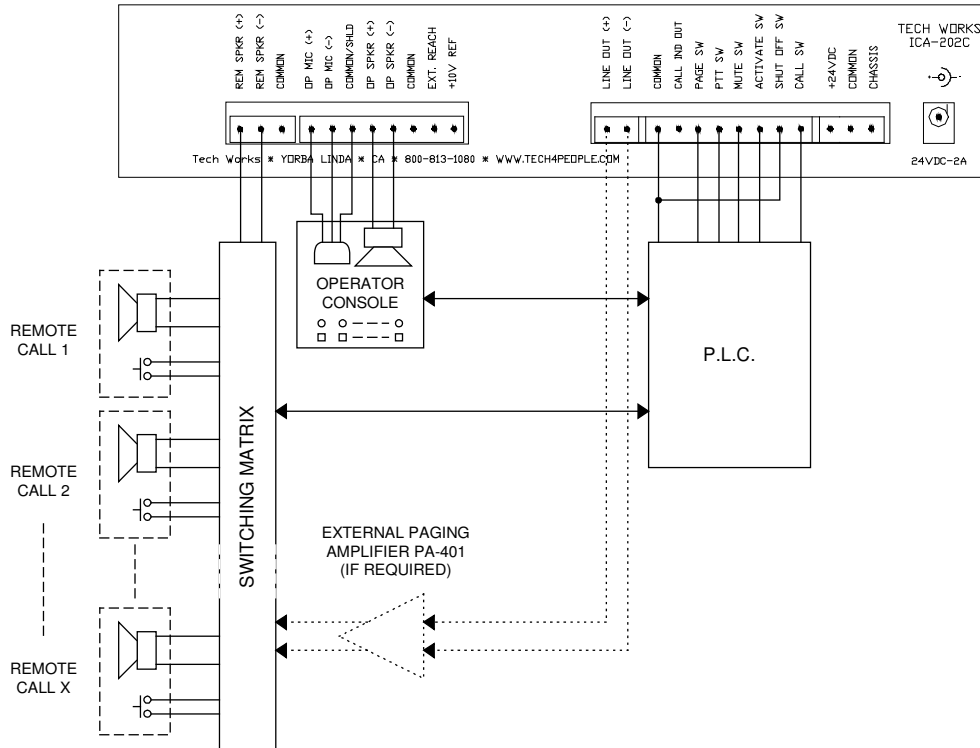 TECH WORKS
ICA-202C
REM SPKR (+)
REM SPKR (-)
COMMON
OP MIC (+)
OP MIC (-)
COMMON/SHLD
OP SPKR (+)
OP SPKR (-)
COMMON
EXT. REACH
+10V REF
LINE OUT (+)
LINE OUT (-)
COMMON
CALL IND OUT
PAGE SW
PTT SW
MUTE SW
ACTIVATE SW
SHUT OFF SW
CALL SW
+24VDC
COMMON
CHASSIS
24VDC-2A
Tech Works * YORBA LINDA * CA * 800-813-1080 * WWW.TECH4PEOPLE.COM
OPERATOR
CONSOLE
P.L.C.
REMOTE
CALL 1
REMOTE
CALL 2
REMOTE
CALL X
SWITCHING MATRIX
EXTERNAL PAGING
AMPLIFIER PA-401
(IF REQUIRED)